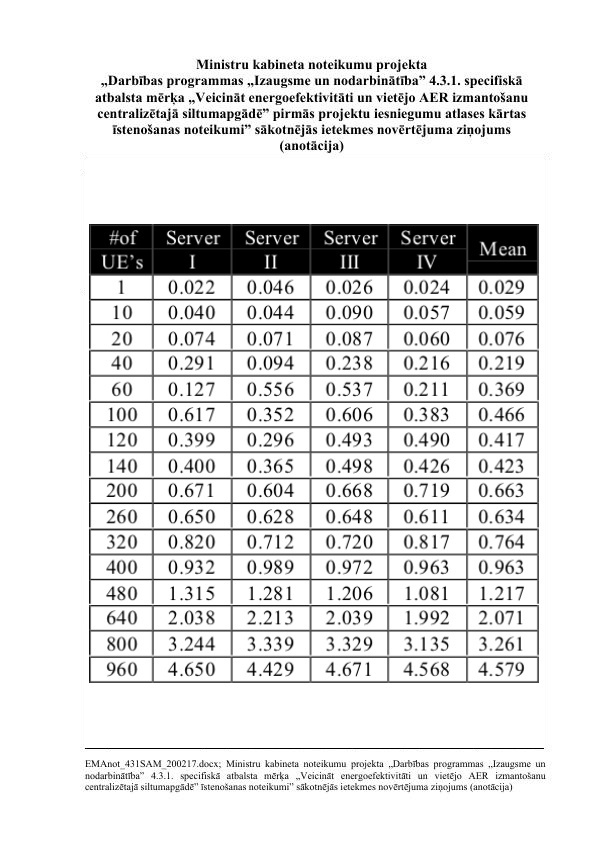 Ministru kabineta noteikumu projekta
„Darbības programmas „Izaugsme un nodarbinātība” 4.3.1. specifiskā
atbalsta mērķa „Veicināt energoefektivitāti un vietējo AER izmantošanu
centralizētajā siltumapgādē” pirmās projektu iesniegumu atlases kārtas
īstenošanas noteikumi” sākotnējās ietekmes novērtējuma ziņojums
(anotācija)
#of UE's Server I Server II Server III Server IV Mean
1 0.022 0.046 0.026 0.024 0.029
10 0.040 0.044 0.090 0.057 0.059
20 0.074 0.071 0.087 0.060 0.076
40 0.291 0.094 0.238 0.216 0.219
60 0.127 0.556 0.537 0.211 0.369
100 0.617 0.352 0.606 0.383 0.466
120 0.399 0.296 0.493 0.490 0.417
140 0.400 0.365 0.498 0.426 0.423
200 0.671 0.604 0.668 0.719 0.663
260 0.650 0.628 0.648 0.611 0.634
320 0.820 0.712 0.720 0.817 0.764
400 0.932 0.989 0.972 0.963 0.963
480 1.315 1.281 1.206 1.081 1.217
640 2.038 2.213 2.039 1.992 2.071
800 3.244 3.339 3.329 3.135 3.261
960 4.650 4.429 4.671 4.568 4.579
EMAnot_431SAM_200217.docx; Ministru kabineta noteikumu projekta „Darbības programmas „Izaugsme un
nodarbinātība” 4.3.1. specifiskā atbalsta mērķa „Veicināt energoefektivitāti un vietējo AER izmantošanu
centralizētajā siltumapgādē” īstenošanas noteikumi” sākotnējās ietekmes novērtējuma ziņojums (anotācija)